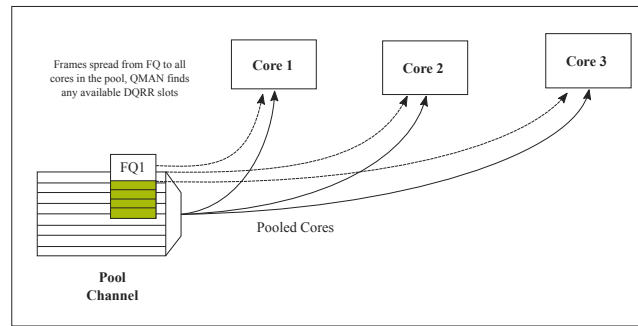 Frames spread from FQ to all
cores in the pool, QMAN finds
any available DQRR slots
Core 1
Core 2
Core 3
FQ1
Pooled Cores
Pool
Channel